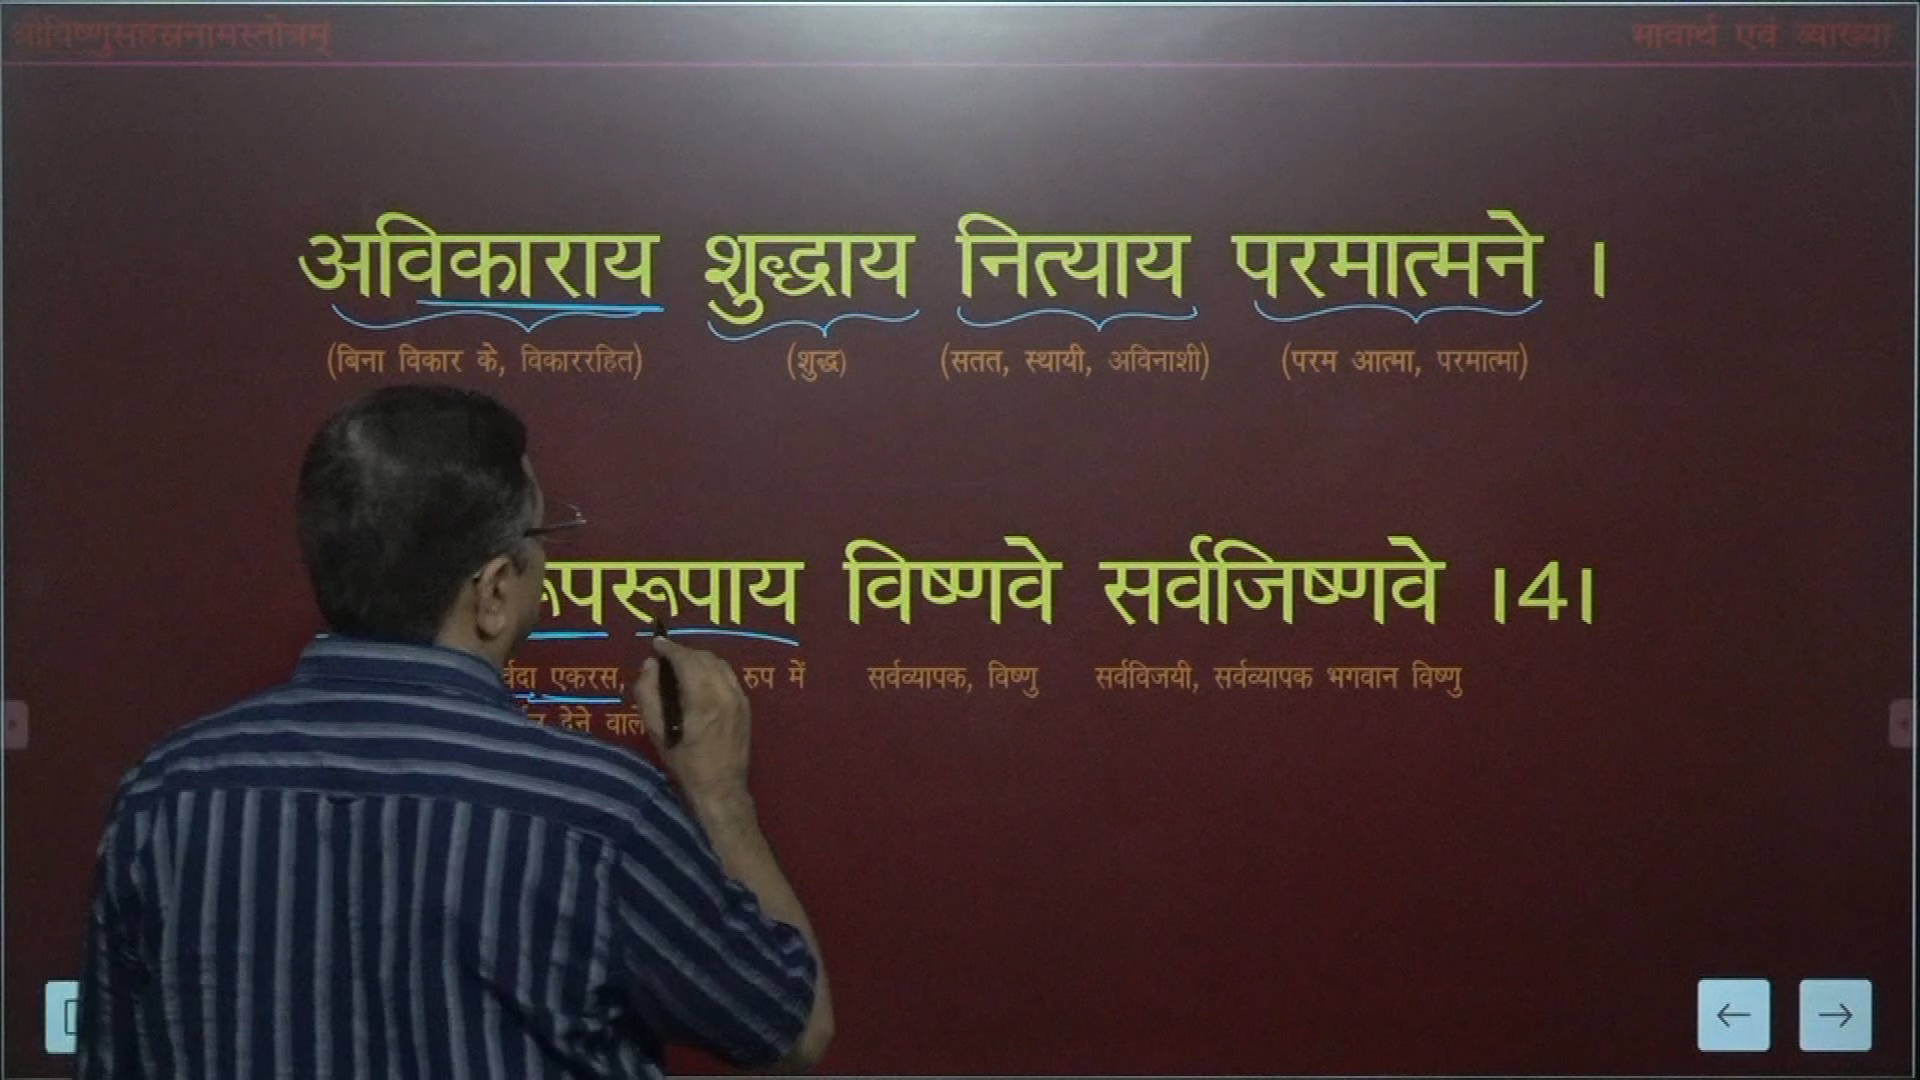 श्रीविष्णुसहस्रनामस्तोत्रम्
भावार्थ एवं व्याख्या
अविकाराय शुद्धाय नित्याय परमात्मने ।
(बिना विकार के, विकाररहित) (शुद्ध) (सतत, स्थायी, अविनाशी) (परम आत्मा, परमात्मा)
रूपाय विष्णवे सर्वजिष्णवे ।4।
एकरस, रुप में सर्वव्यापक, विष्णु सर्वविजयी, सर्वव्यापक भगवान विष्णु
देने वाले